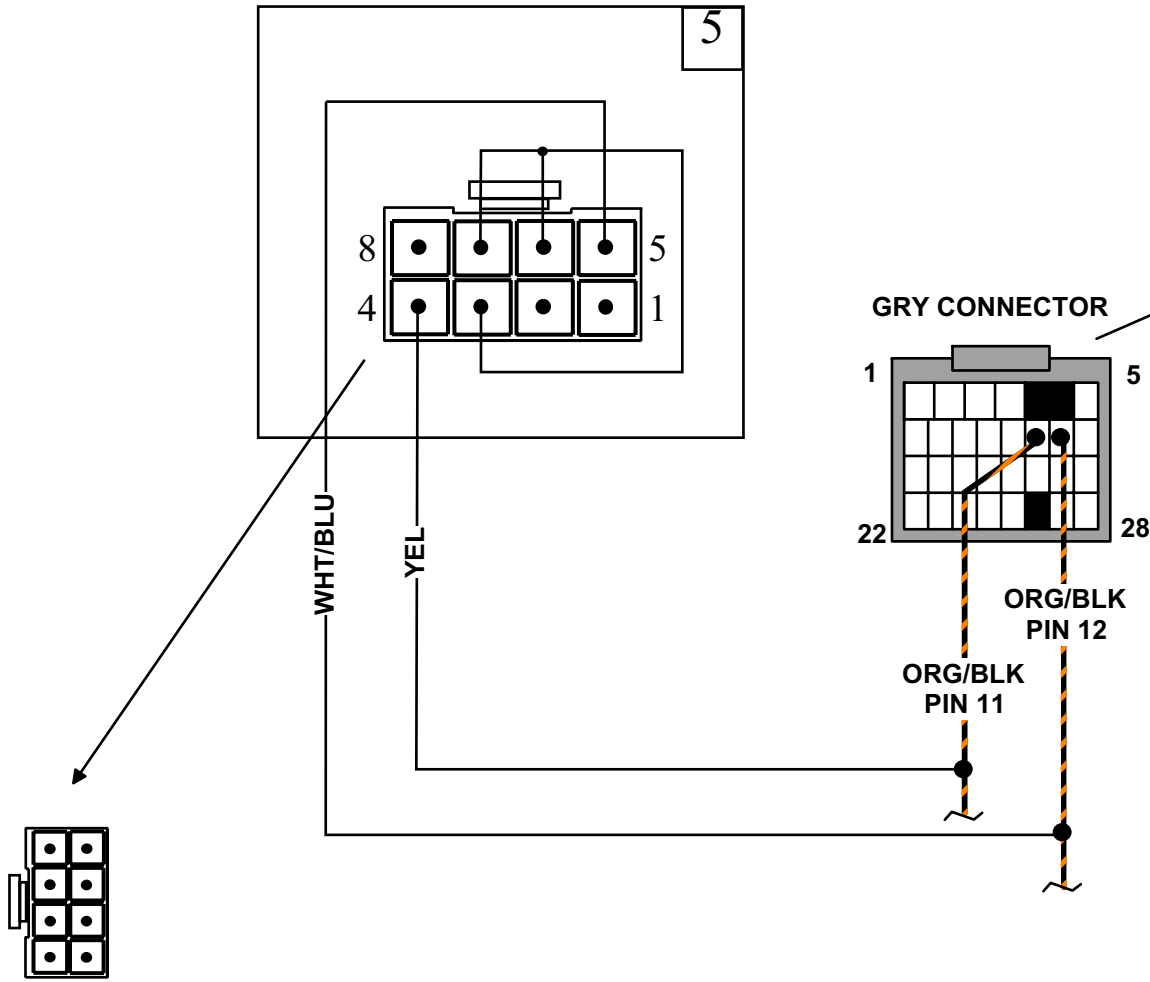 5
8
5
4
1
GRY CONNECTOR
1
5
22
28
WHT/BLU
YEL
ORG/BLK
PIN 12
ORG/BLK
PIN 11